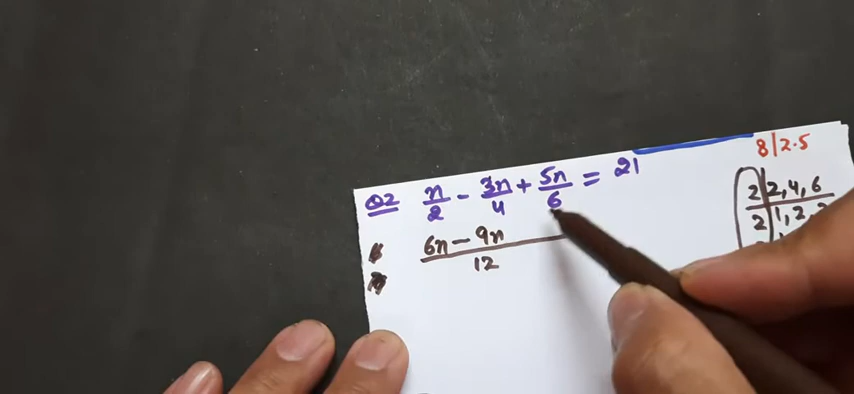 8/2.5
Q2 n/2 - 3n/4 + 5n/6 = 21
6n - 9n
12
2 | 2, 4, 6
2 | 1, 2,